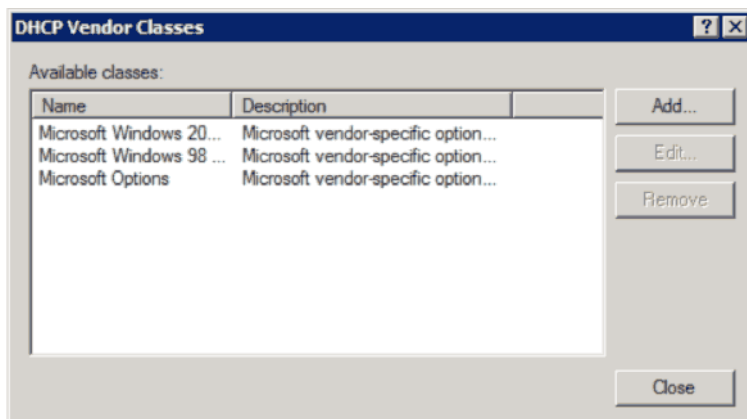 DHCP Vendor Classes
Available classes:
Name Description
Microsoft Windows 20... Microsoft vendor-specific option...
Microsoft Windows 98 ... Microsoft vendor-specific option...
Microsoft Options Microsoft vendor-specific option...
Add...
Edit...
Remove
Close